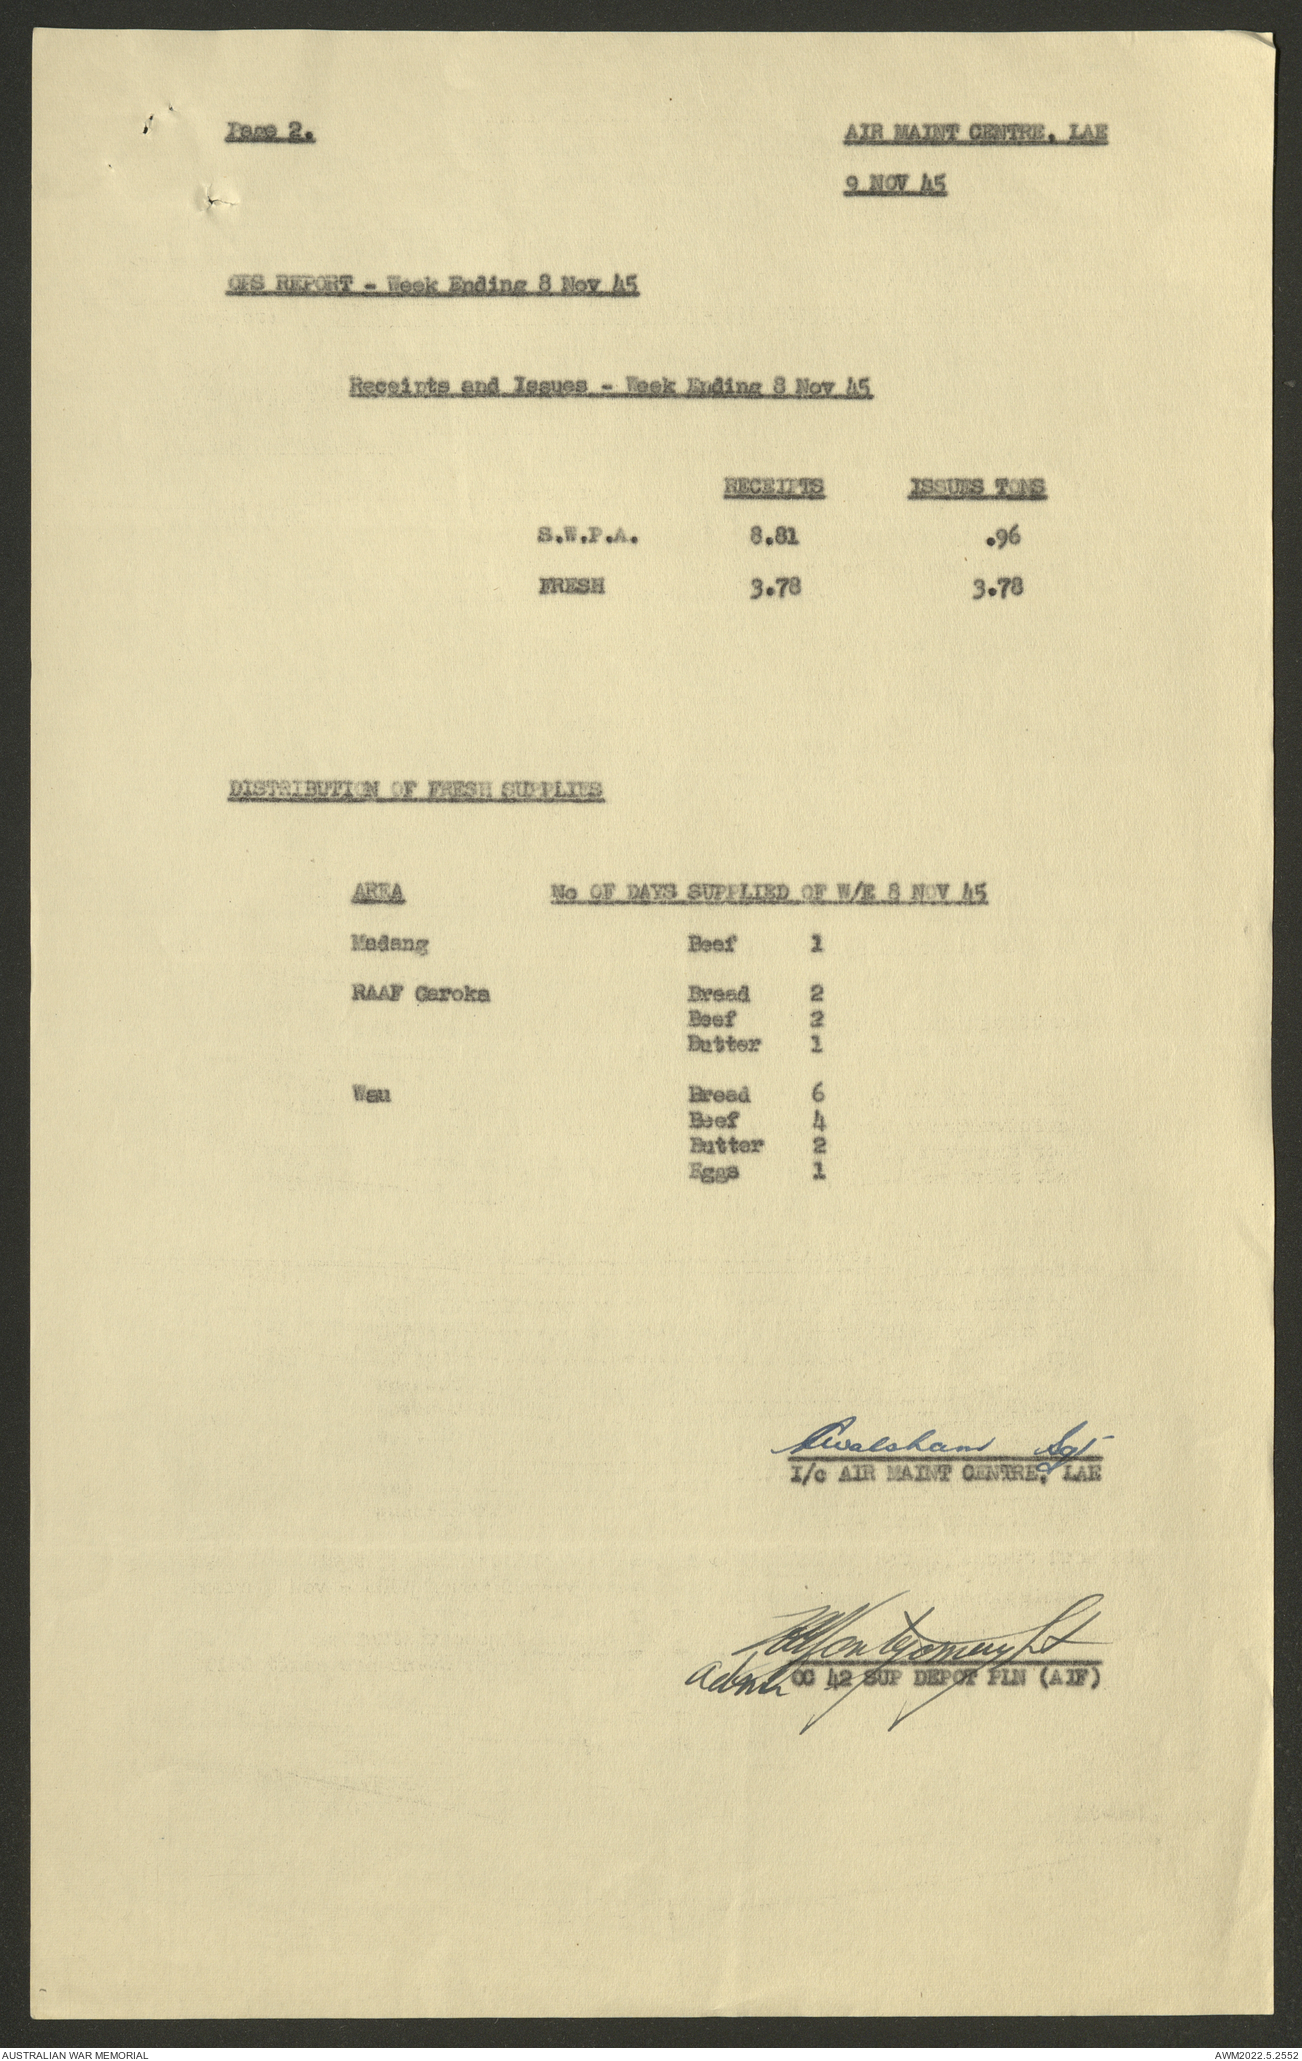 Page 2.
AIR MAINT CENTRE, LAE
9 NOV 45
OPS REPORT - Week Ending 8 Nov 45
Receipts and Issues - Week Ending 8 Nov 45
RECEIPTS ISSUES TONS
S.W.P.A. 8.81 .96
FRESH 3.78 3.78
DISTRIBUTION OF FRESH SUPPLIES
AREA No OF DAYS SUPPLIED OF W/E 8 NOV 45
Madang Beef 1
RAAF Garoka Bread 2
Beef 2
Butter 1
Wau Bread 6
Beef 4
Butter 2
Eggs 1
Sgt
I/c AIR MAINT CENTRE, LAE
Montgomery Lt
Admin OC 42 SUP DEPOT PLN (AIF)
AUSTRALIAN WAR MEMORIAL
AWM2022.5.2552